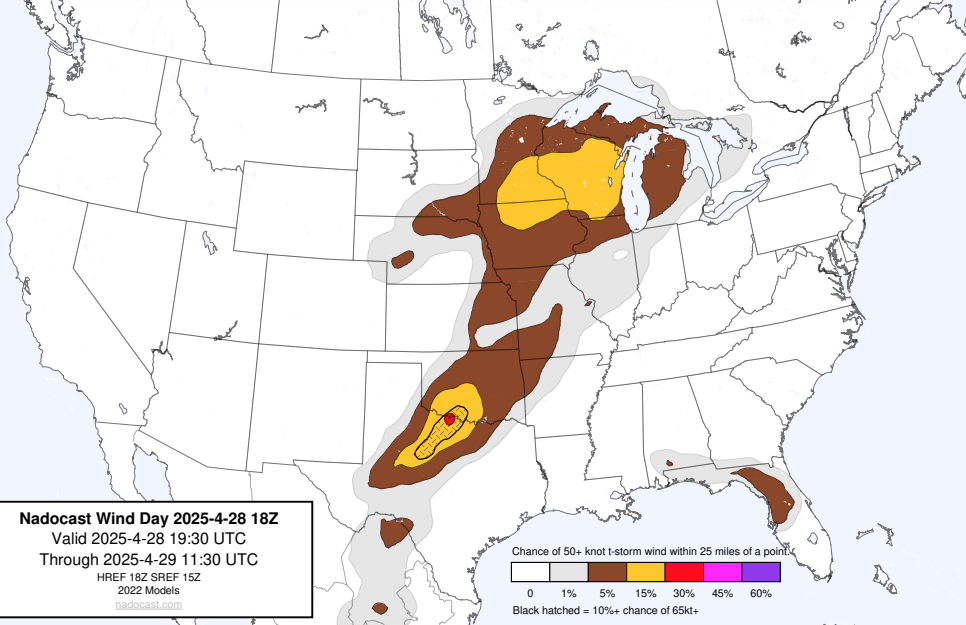 Nadocast Wind Day 2025-4-28 18Z
Valid 2025-4-28 19:30 UTC
Through 2025-4-29 11:30 UTC
HREF 18Z SREF 15Z
2022 Models
nadocast.com
Chance of 50+ knot t-storm wind within 25 miles of a point.
0 1% 5% 15% 30% 45% 60%
Black hatched = 10%+ chance of 65kt+